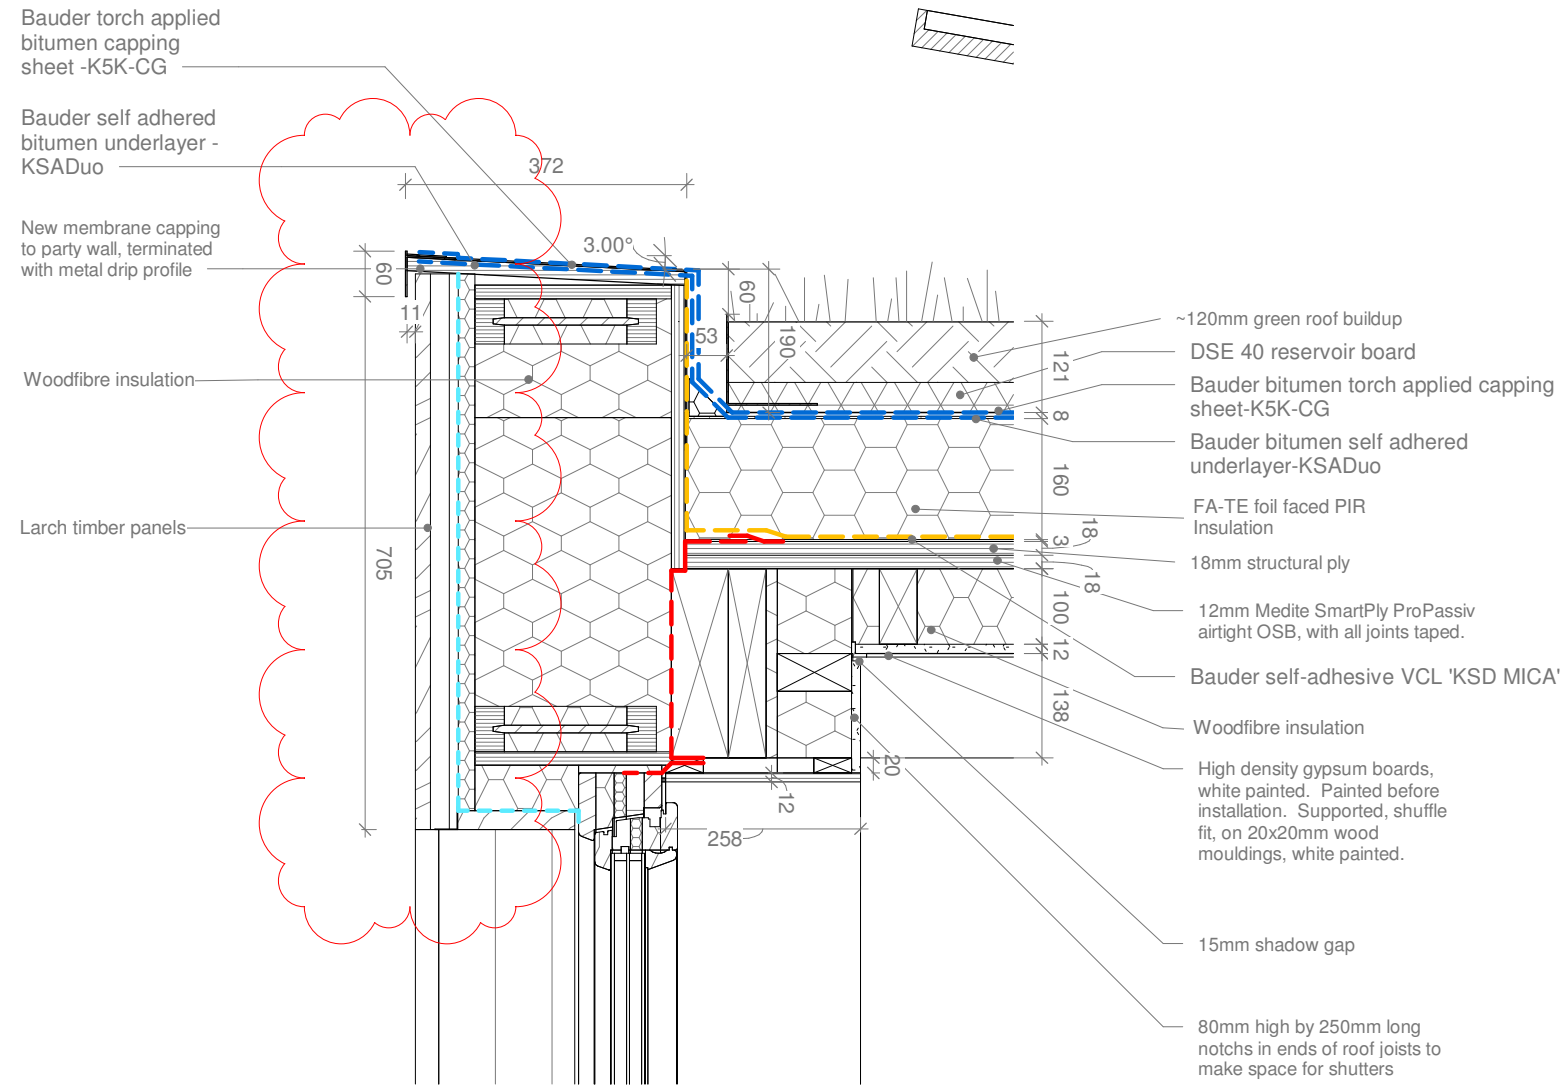 Bauder torch applied
bitumen capping
sheet -K5K-CG
Bauder self adhered
bitumen underlayer -
KSADuo
New membrane capping
to party wall, terminated
with metal drip profile
Woodfibre insulation
Larch timber panels
372
3.00°
60
11
705
60
53
190
121
8
160
18
3
18
100
12
138
20
12
258
~120mm green roof buildup
DSE 40 reservoir board
Bauder bitumen torch applied capping
sheet-K5K-CG
Bauder bitumen self adhered
underlayer-KSADuo
FA-TE foil faced PIR
Insulation
18mm structural ply
12mm Medite SmartPly ProPassiv
airtight OSB, with all joints taped.
Bauder self-adhesive VCL 'KSD MICA'
Woodfibre insulation
High density gypsum boards,
white painted.  Painted before
installation.  Supported, shuffle
fit, on 20x20mm wood
mouldings, white painted.
15mm shadow gap
80mm high by 250mm long
notchs in ends of roof joists to
make space for shutters